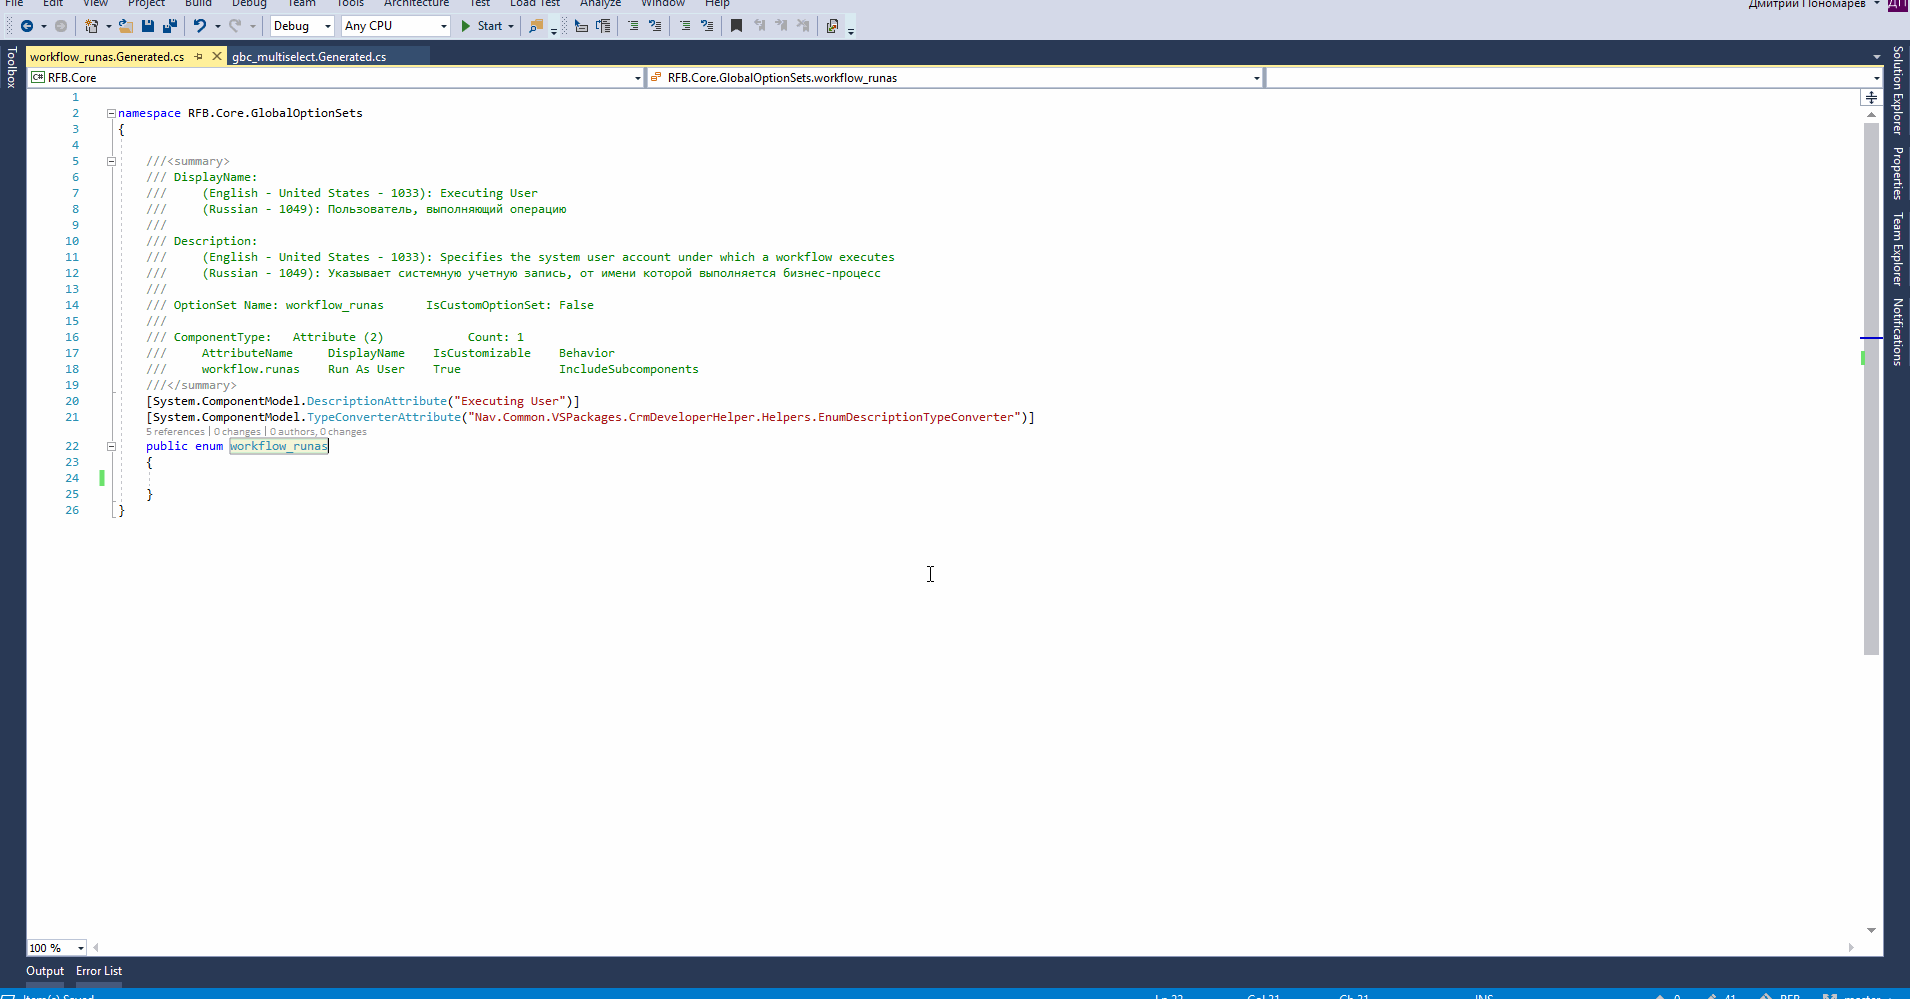 File Edit View Project Build Debug Team Tools Architecture Test Load Test Analyze Window Help Дмитрий Пономарев ДП
Debug Any CPU Start
Toolbox
workflow_runas.Generated.cs gbc_multiselect.Generated.cs
C# RFB.Core RFB.Core.GlobalOptionSets.workflow_runas
1
2 namespace RFB.Core.GlobalOptionSets
3 {
4
5 ///<summary>
6 /// DisplayName:
7 /// (English - United States - 1033): Executing User
8 /// (Russian - 1049): Пользователь, выполняющий операцию
9 ///
10 /// Description:
11 /// (English - United States - 1033): Specifies the system user account under which a workflow executes
12 /// (Russian - 1049): Указывает системную учетную запись, от имени которой выполняется бизнес-процесс
13 ///
14 /// OptionSet Name: workflow_runas IsCustomOptionSet: False
15 ///
16 /// ComponentType: Attribute (2) Count: 1
17 /// AttributeName DisplayName IsCustomizable Behavior
18 /// workflow.runas Run As User True IncludeSubcomponents
19 ///</summary>
20 [System.ComponentModel.DescriptionAttribute("Executing User")]
21 [System.ComponentModel.TypeConverterAttribute("Nav.Common.VSPackages.CrmDeveloperHelper.Helpers.EnumDescriptionTypeConverter")]
5 references | 0 changes | 0 authors, 0 changes
22 public enum workflow_runas
23 {
24
25 }
26 }
Solution Explorer
Properties
Team Explorer
Notifications
100 %
Output Error List
Item(s) Saved Ln 22 Col 31 Ch 31 INS 0 41 RFB master